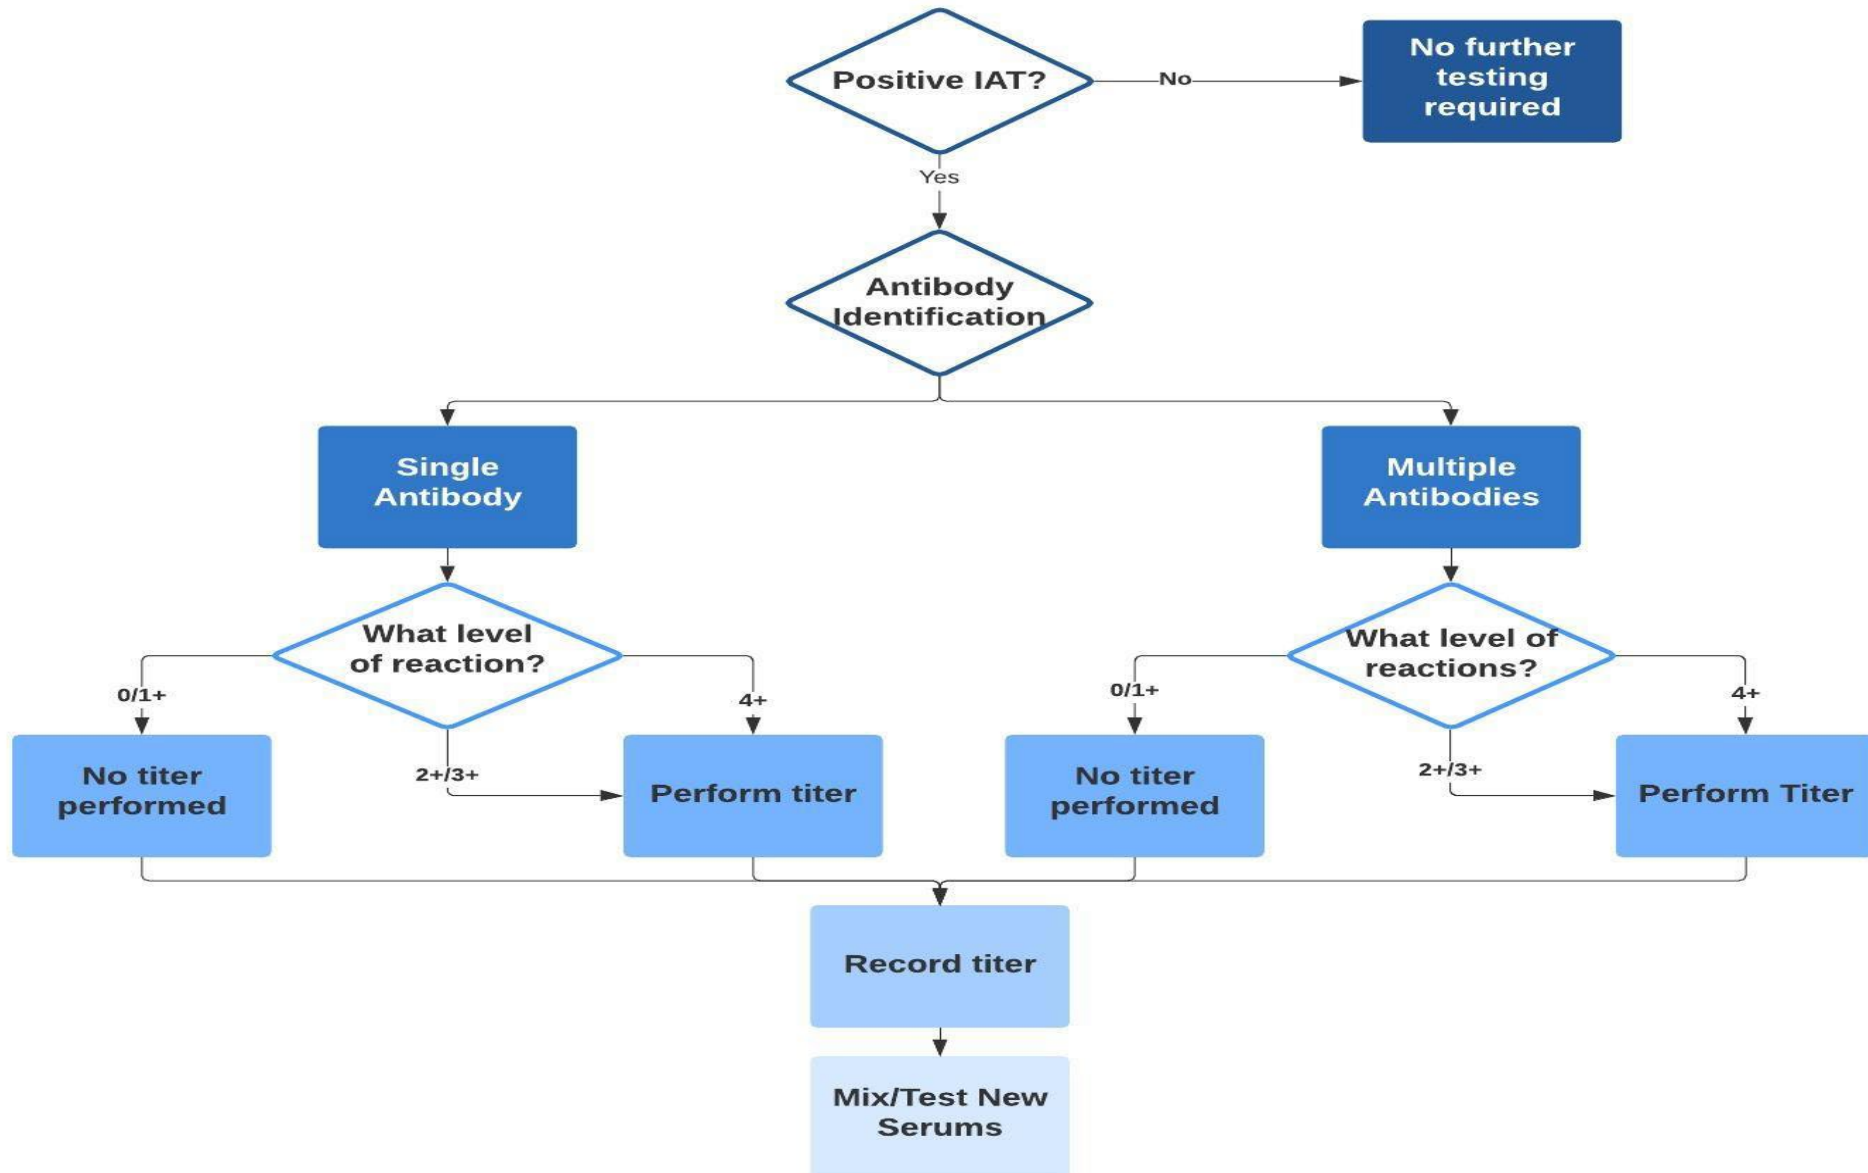 Positive IAT?
No
No further
testing
required
Yes
Antibody
Identification
Single
Antibody
Multiple
Antibodies
What level
of reaction?
What level of
reactions?
0/1+
4+
0/1+
4+
2+/3+
2+/3+
No titer
performed
Perform titer
No titer
performed
Perform Titer
Record titer
Mix/Test New
Serums